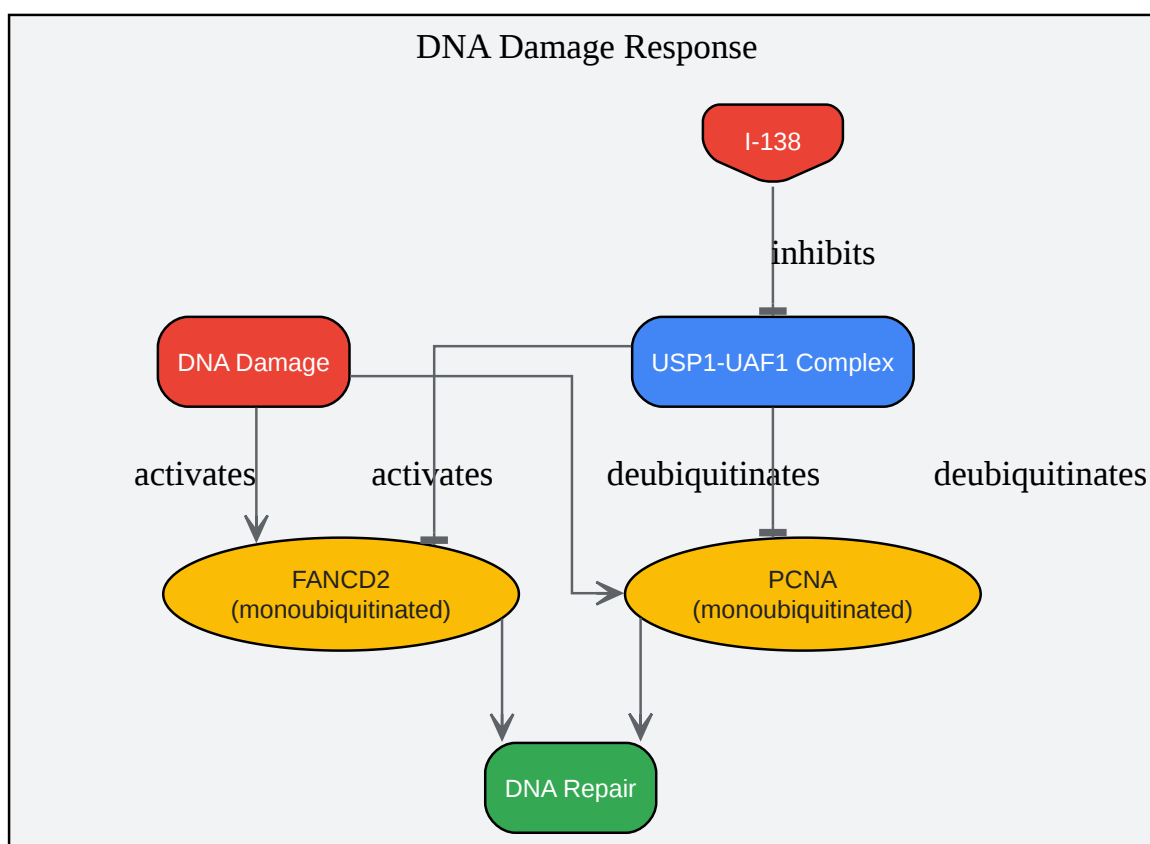 DNA Damage Response
I-138
inhibits
DNA Damage
USP1-UAF1 Complex
activates
activates
deubiquitinates
deubiquitinates
FANCD2
(monoubiquitinated)
PCNA
(monoubiquitinated)
DNA Repair